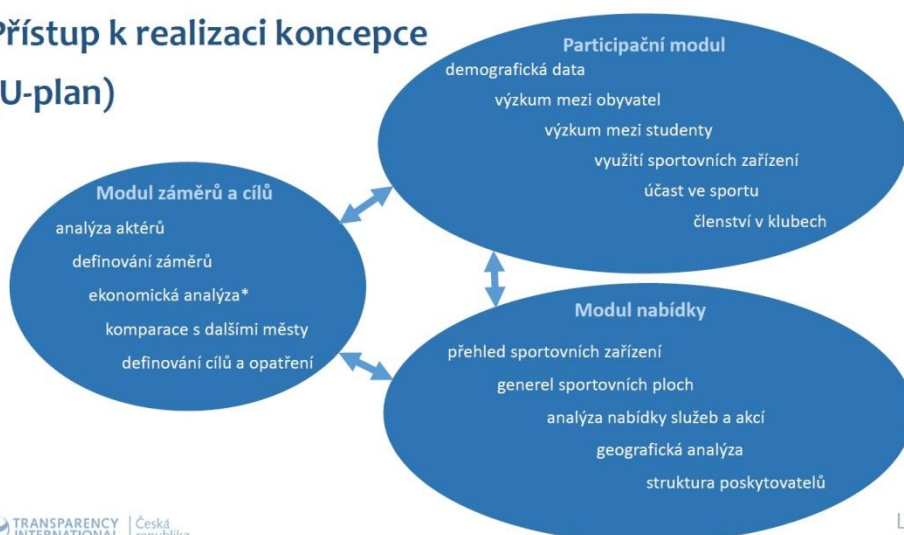 Přístup k realizaci koncepce
U-plan)
Participační modul
demografická data
výzkum mezi obyvatel
výzkum mezi studenty
využití sportovních zařízení
účast ve sportu
členství v klubech
Modul záměrů a cílů
analýza aktérů
definování záměrů
ekonomická analýza*
komparace s dalšími městy
definování cílů a opatření
Modul nabídky
přehled sportovních zařízení
generel sportovních ploch
analýza nabídky služeb a akcí
geografická analýza
struktura poskytovatelů
TRANSPARENCY Česká
INTERNATIONAL republika
L